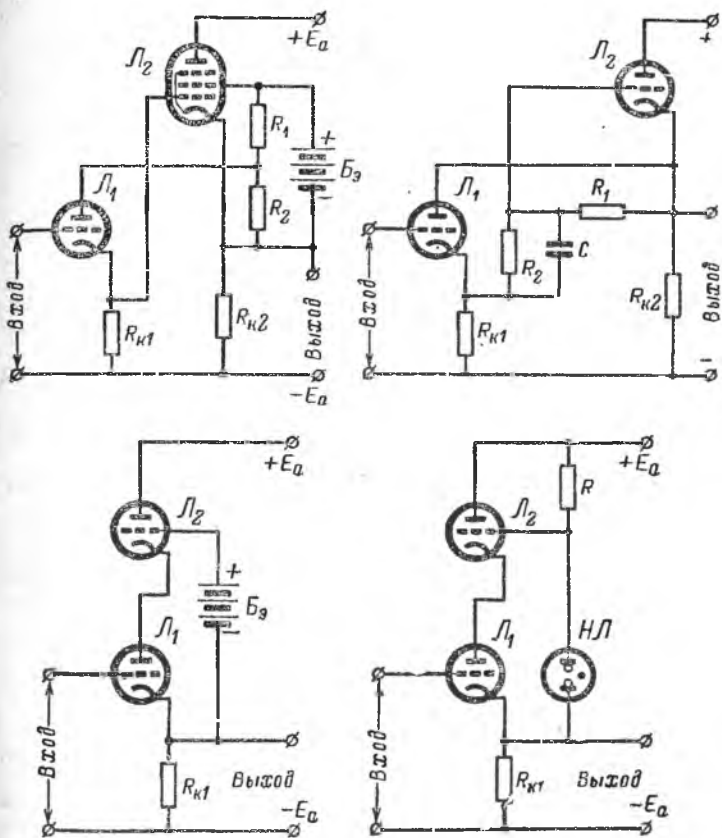 +Eа
Л2
R1
+
Бэ
-
Л1
R2
Вход
Rк1
Rк2
Выход
-Eа
+
Л2
Л1
R1
R2
C
Вход
Rк1
Rк2
Выход
-
+Eа
Л2
+
Бэ
-
Л1
Вход
Rк1
Выход
-Eа
+Eа
R
Л2
Л1
НЛ
Вход
Rк1
Выход
-Eа